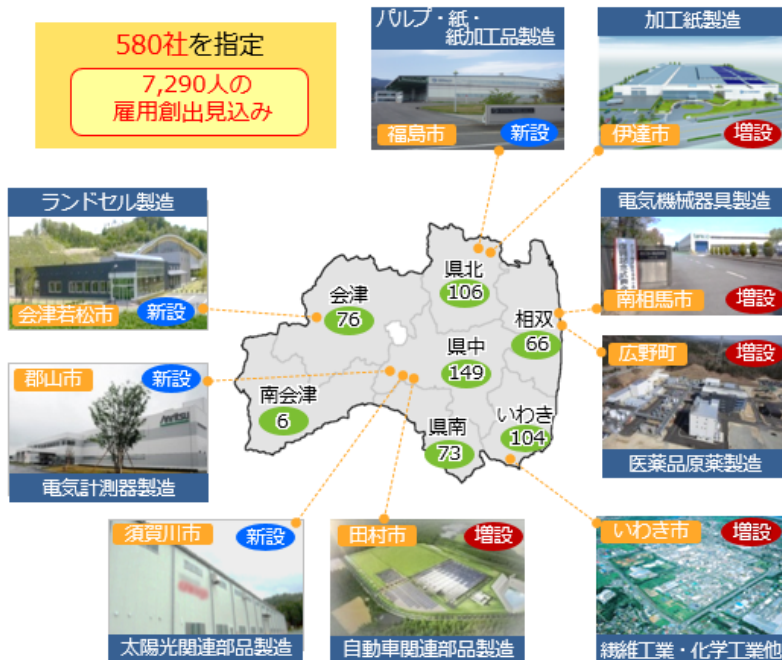 580社を指定
7,290人の
雇用創出見込み
パルプ・紙・
紙加工品製造
福島市
新設
加工紙製造
伊達市
増設
ランドセル製造
会津若松市
新設
電気機械器具製造
南相馬市
増設
郡山市
新設
Anritsu
電気計測器製造
広野町
増設
医薬品原薬製造
県北
106
会津
76
相双
66
県中
149
南会津
6
県南
73
いわき
104
須賀川市
新設
太陽光関連部品製造
田村市
増設
自動車関連部品製造
いわき市
増設
繊維工業・化学工業他